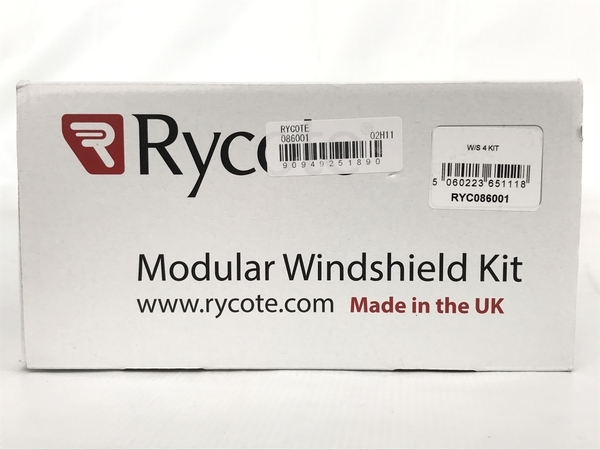 Ryc
RYCOTE
086001 02H11
90949251890
W/S 4 KIT
5 060223 651118
RYC086001
Modular Windshield Kit
www.rycote.com Made in the UK